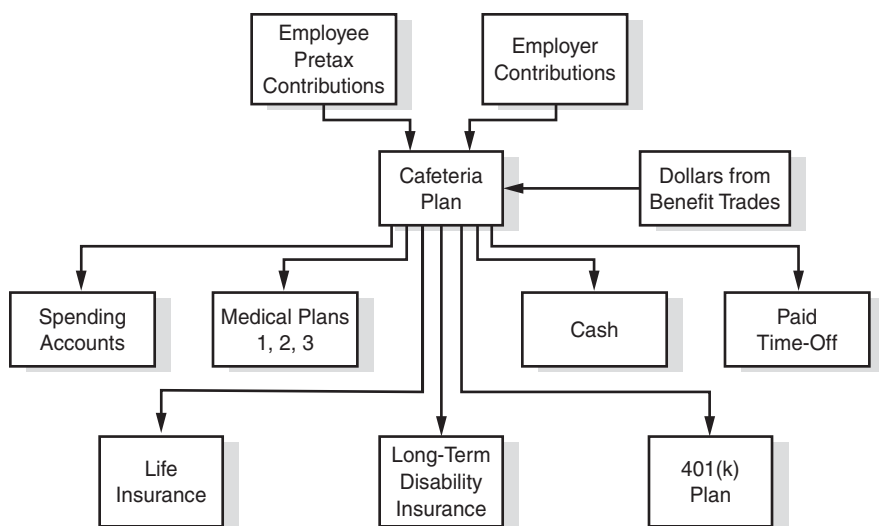 Employee
Pretax
Contributions
Employer
Contributions
Cafeteria
Plan
Dollars from
Benefit Trades
Spending
Accounts
Medical Plans
1, 2, 3
Cash
Paid
Time-Off
Life
Insurance
Long-Term
Disability
Insurance
401(k)
Plan